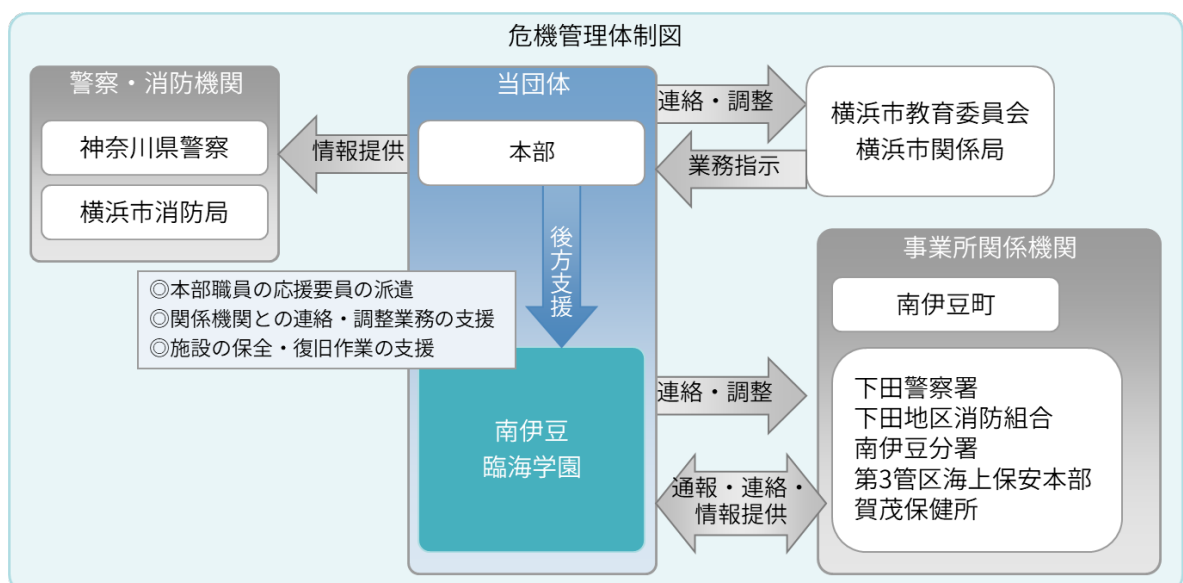 危機管理体制図
警察・消防機関
神奈川県警察
横浜市消防局
情報提供
当団体
本部
連絡・調整
業務指示
横浜市教育委員会
横浜市関係局
後方支援
◎本部職員の応援要員の派遣
◎関係機関との連絡・調整業務の支援
◎施設の保全・復旧作業の支援
南伊豆
臨海学園
連絡・調整
通報・連絡・
情報提供
事業所関係機関
南伊豆町
下田警察署
下田地区消防組合
南伊豆分署
第3管区海上保安本部
賀茂保健所